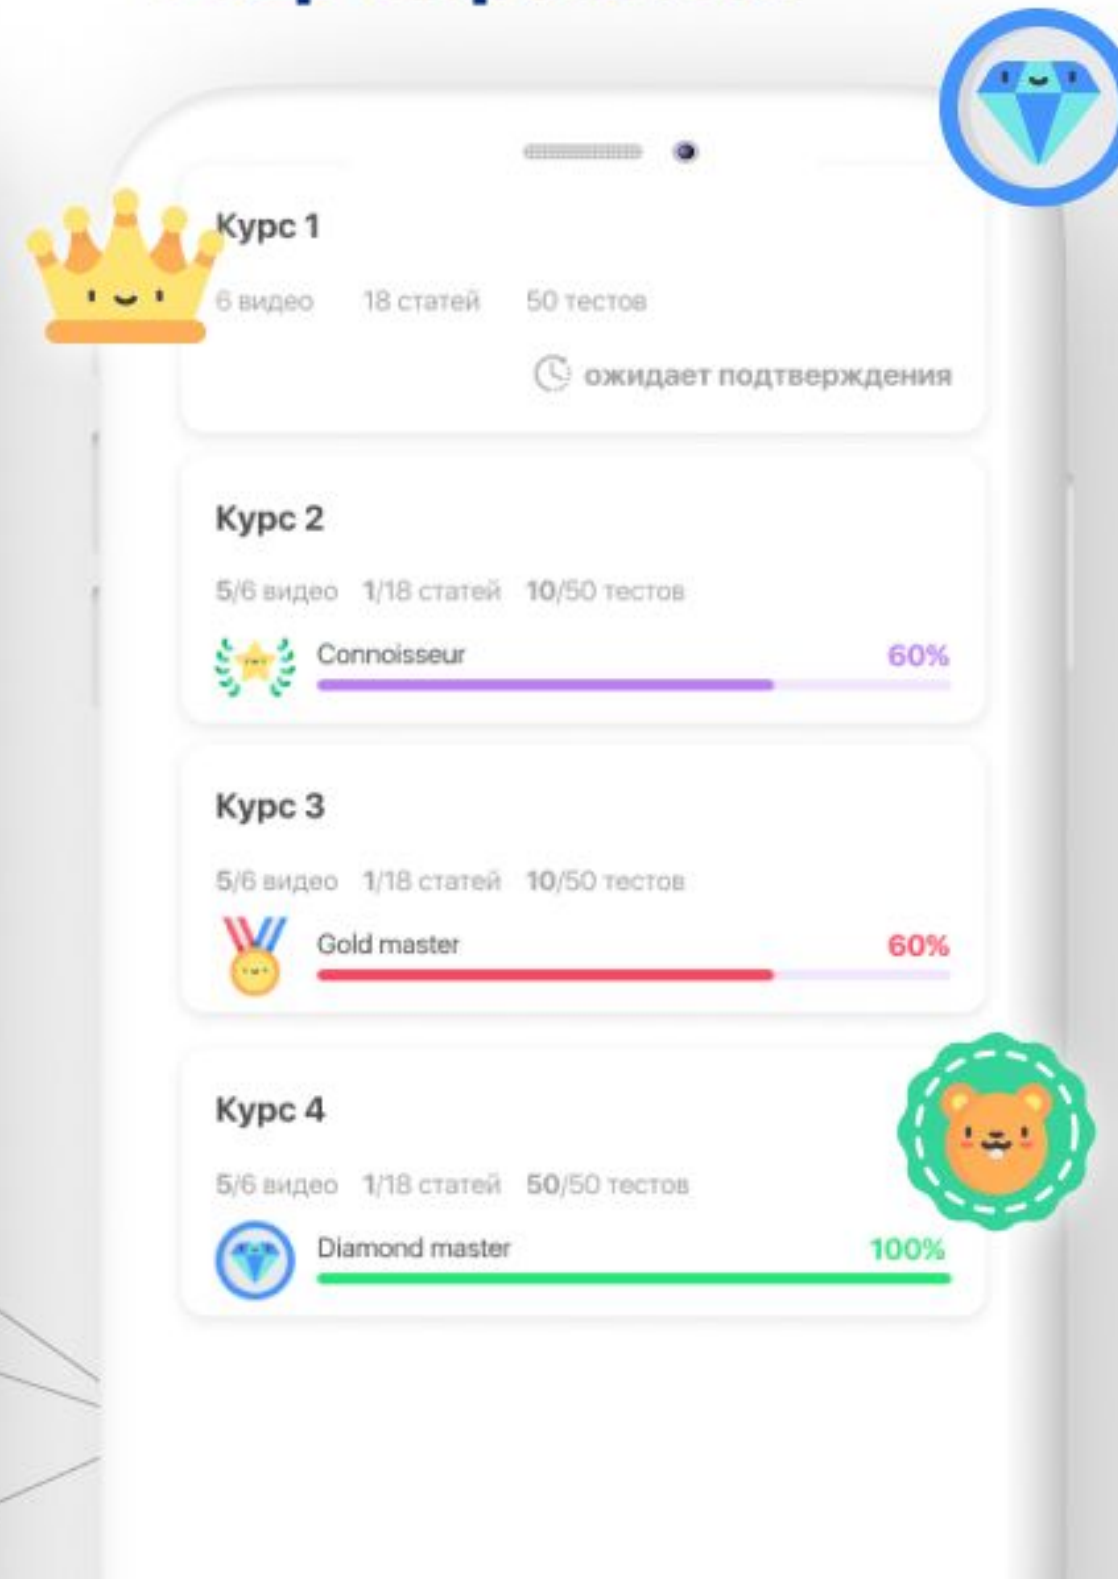 Курс 1
6 видео 18 статей 50 тестов
ожидает подтверждения
Курс 2
5/6 видео 1/18 статей 10/50 тестов
Connoisseur 60%
Курс 3
5/6 видео 1/18 статей 10/50 тестов
Gold master 60%
Курс 4
5/6 видео 1/18 статей 50/50 тестов
Diamond master 100%